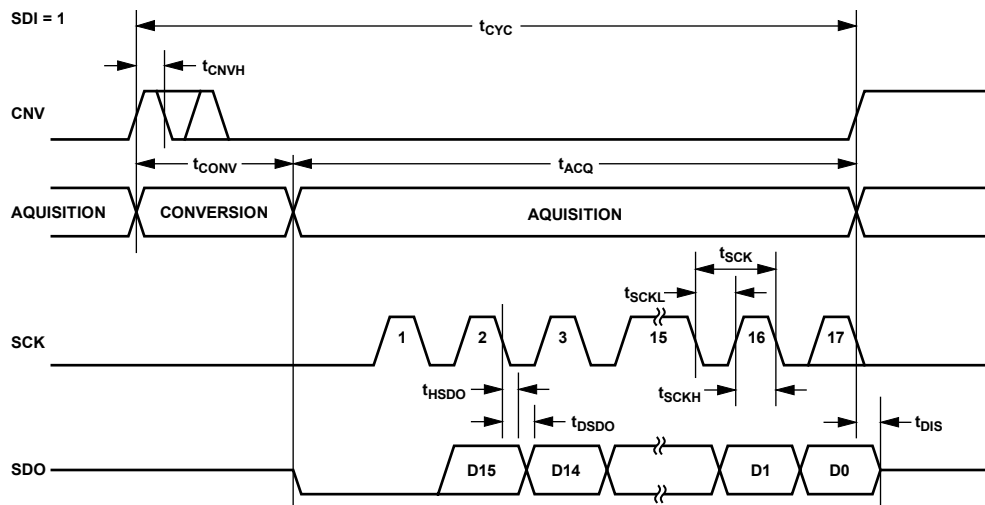 SDI = 1
tCYC
tCNVH
CNV
tCONV
tACQ
AQUISITION
CONVERSION
AQUISITION
tSCK
tSCKL
SCK
1
2
3
15
16
17
tHSDO
tSCKH
tDSDO
tDIS
SDO
D15
D14
D1
D0